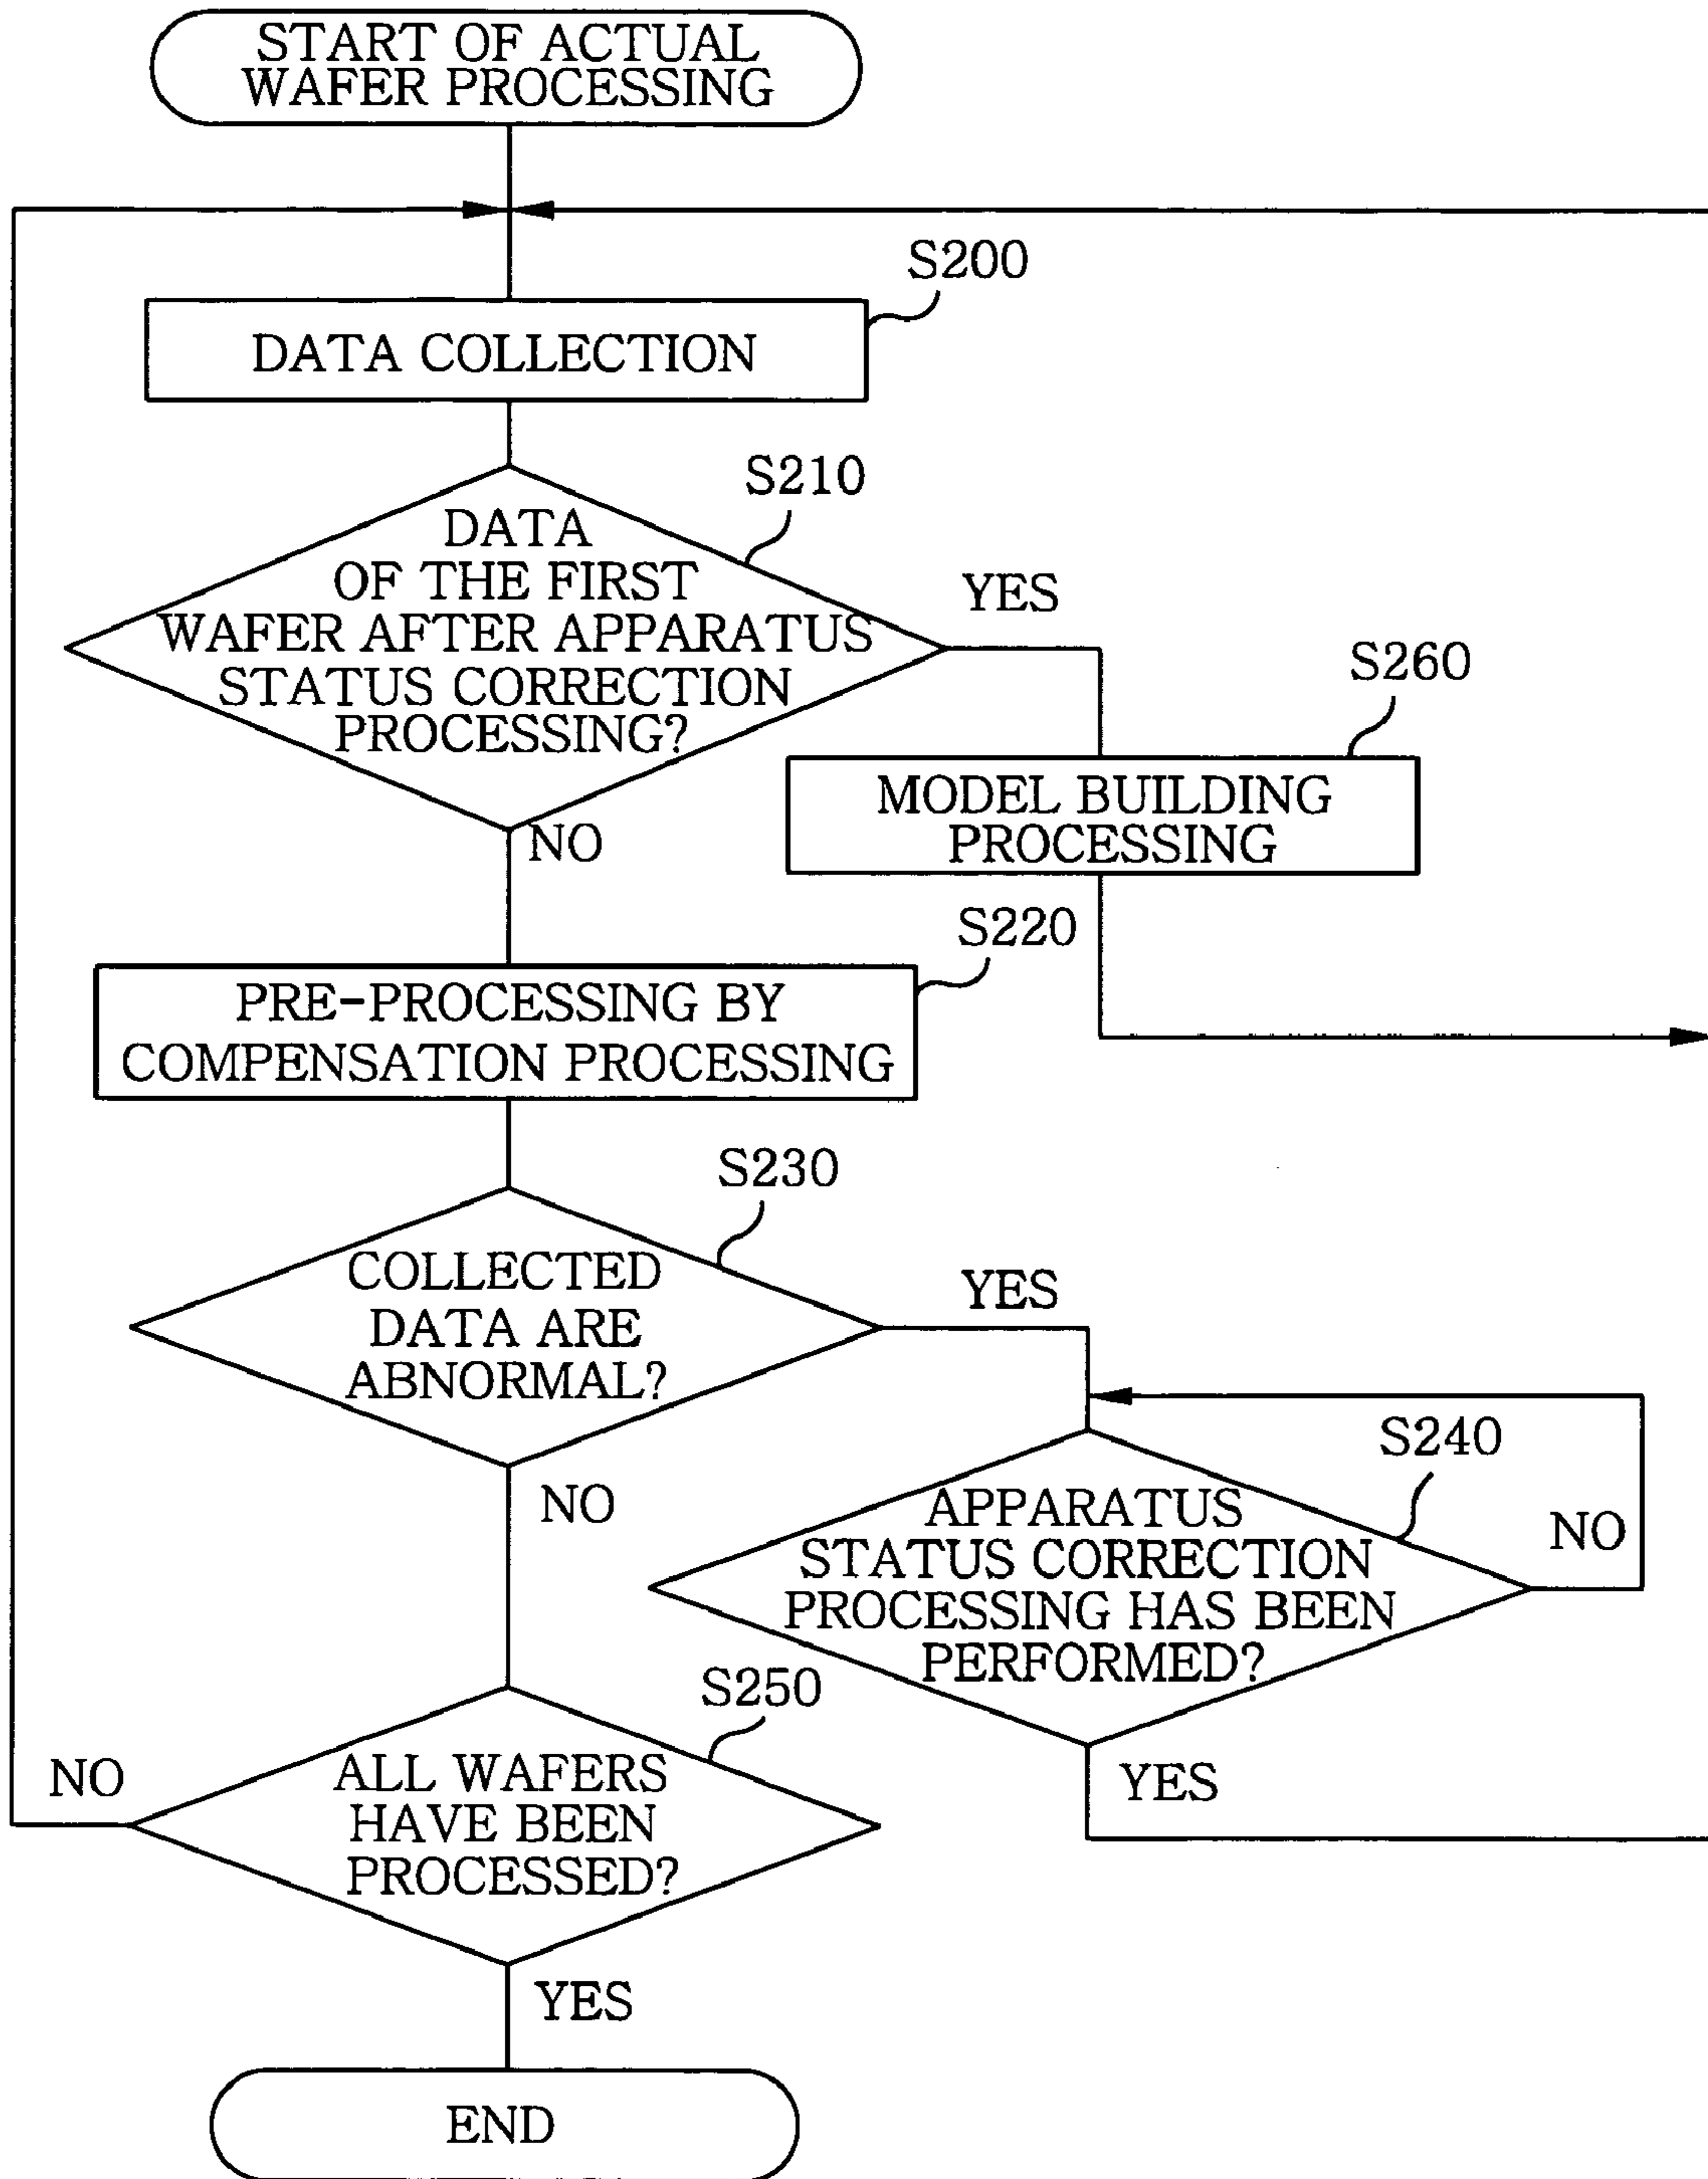 START OF ACTUAL
WAFER PROCESSING
S200
DATA COLLECTION
S210
DATA
OF THE FIRST
WAFER AFTER APPARATUS
STATUS CORRECTION
PROCESSING?
YES
NO
S260
MODEL BUILDING
PROCESSING
S220
PRE-PROCESSING BY
COMPENSATION PROCESSING
S230
COLLECTED
DATA ARE
ABNORMAL?
YES
NO
S240
APPARATUS
STATUS CORRECTION
PROCESSING HAS BEEN
PERFORMED?
NO
YES
S250
ALL WAFERS
HAVE BEEN
PROCESSED?
NO
YES
END